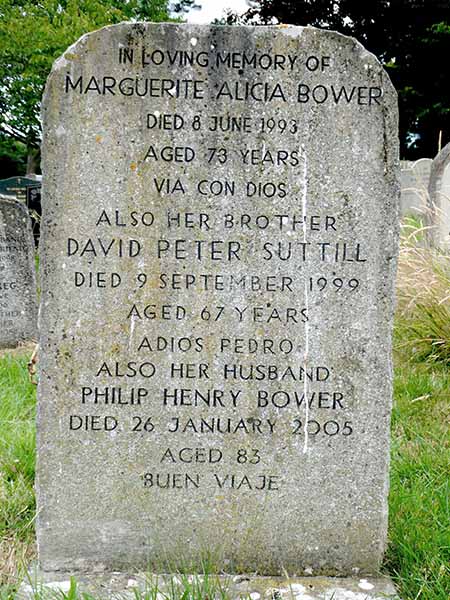 IN LOVING MEMORY OF
MARGUERITE ALICIA BOWER
DIED 8 JUNE 1993
AGED 73 YEARS
VIA CON DIOS
ALSO HER BROTHER
DAVID PETER SUTTILL
DIED 9 SEPTEMBER 1999
AGED 67 YEARS
ADIOS PEDRO
ALSO HER HUSBAND
PHILIP HENRY BOWER
DIED 26 JANUARY 2005
AGED 83
BUEN VIAJE